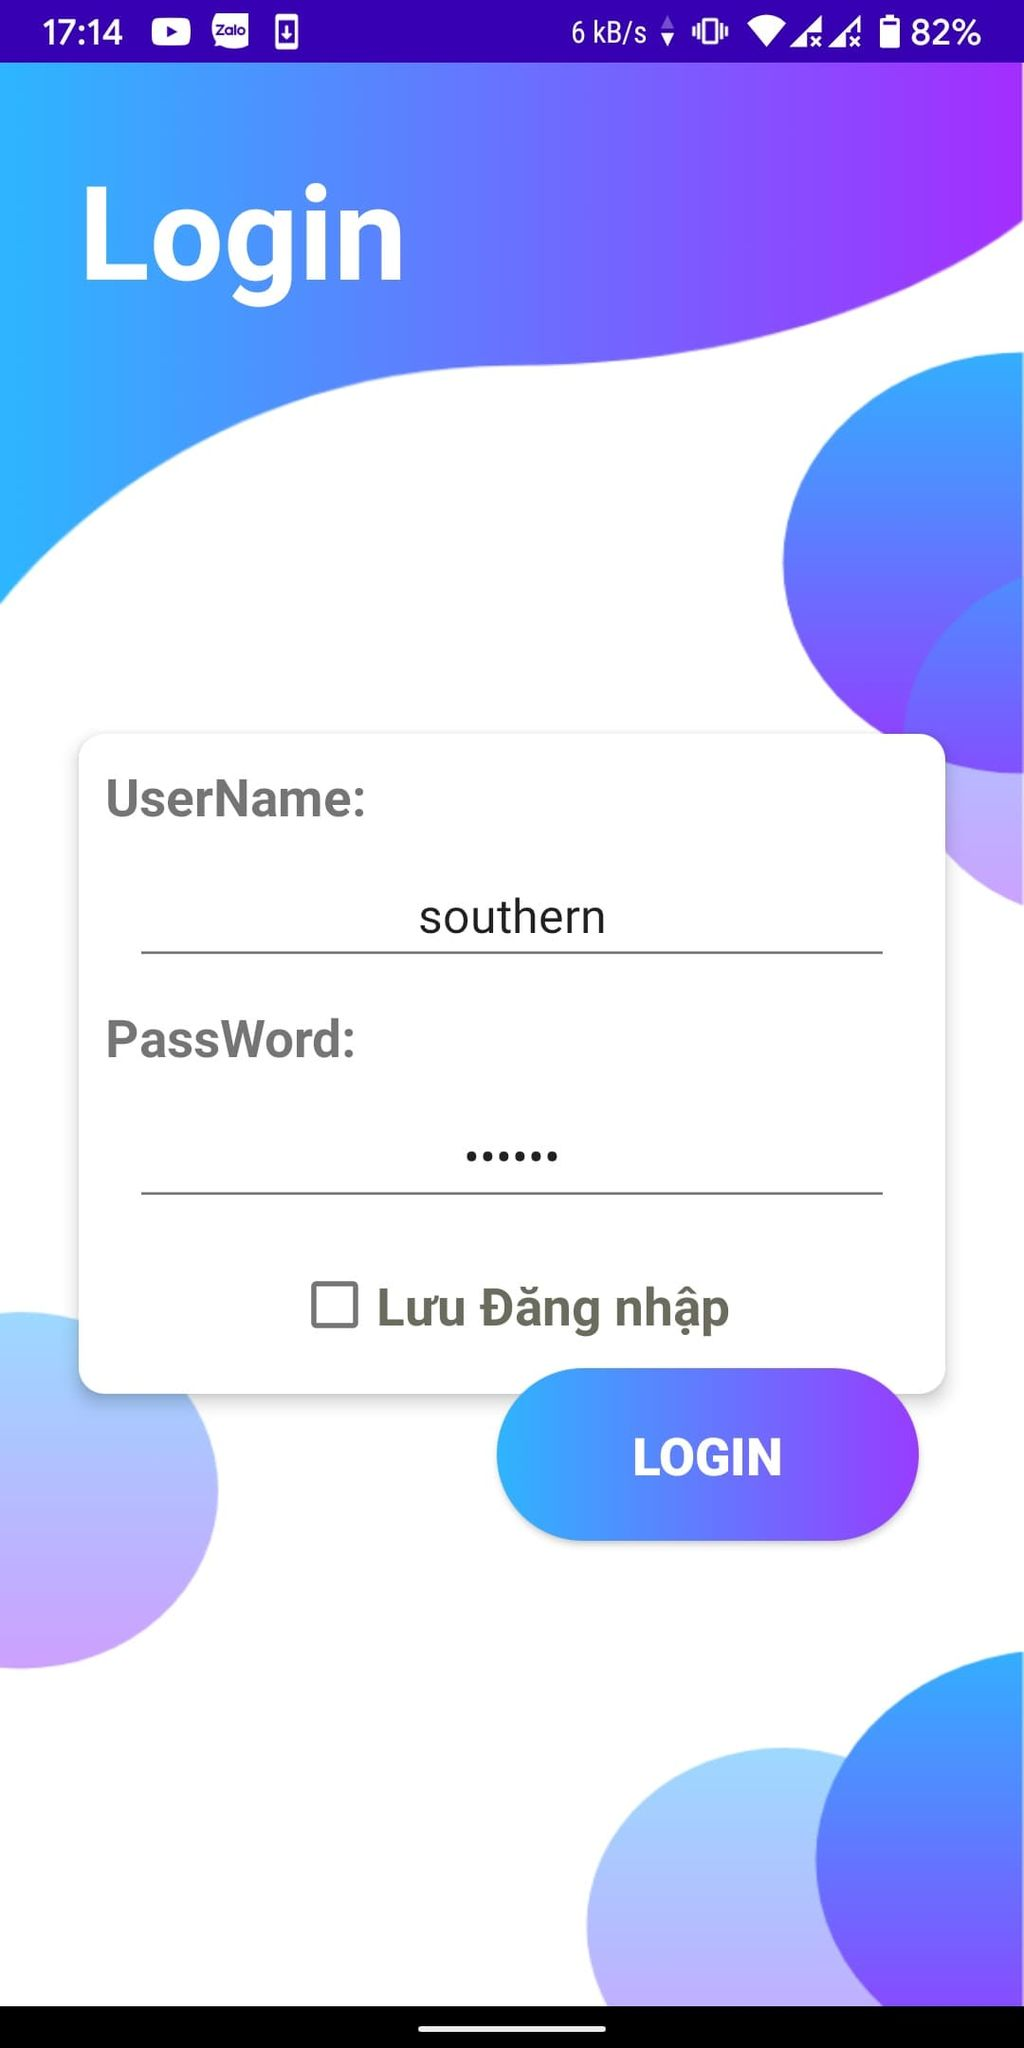 17:14 Zalo 6 kB/s 82%
Login
UserName:
southern
PassWord:
••••••
Lưu Đăng nhập
LOGIN